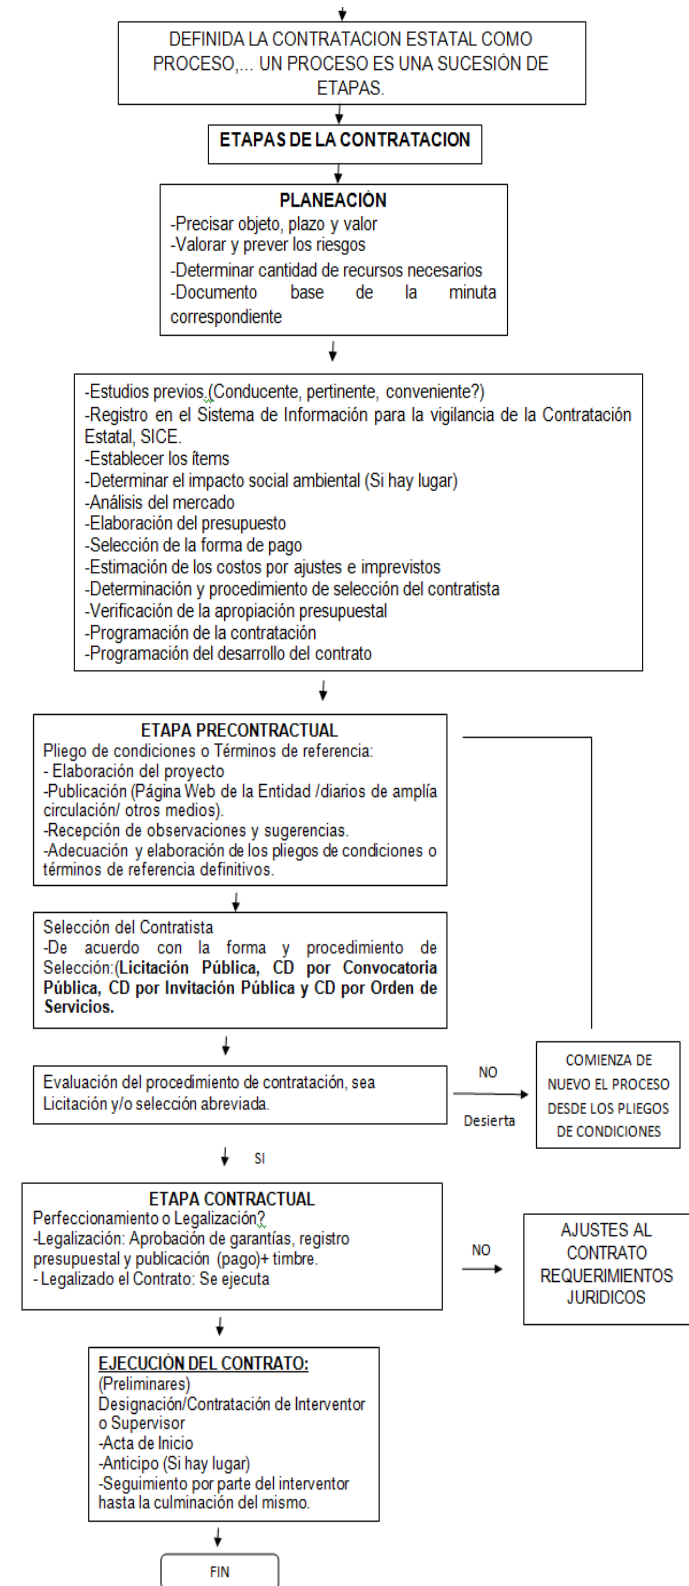 DEFINIDA LA CONTRATACION ESTATAL COMO
PROCESO,... UN PROCESO ES UNA SUCESIÓN DE
ETAPAS.
ETAPAS DE LA CONTRATACION
PLANEACIÓN
-Precisar objeto, plazo y valor
-Valorar y prever los riesgos
-Determinar cantidad de recursos necesarios
-Documento base de la minuta
correspondiente
-Estudios previos (Conducente, pertinente, conveniente?)
-Registro en el Sistema de Información para la vigilancia de la Contratación
Estatal, SICE.
-Establecer los ítems
-Determinar el impacto social ambiental (Si hay lugar)
-Análisis del mercado
-Elaboración del presupuesto
-Selección de la forma de pago
-Estimación de los costos por ajustes e imprevistos
-Determinación y procedimiento de selección del contratista
-Verificación de la apropiación presupuestal
-Programación de la contratación
-Programación del desarrollo del contrato
ETAPA PRECONTRACTUAL
Pliego de condiciones o Términos de referencia:
- Elaboración del proyecto
-Publicación (Página Web de la Entidad /diarios de amplía
circulación/ otros medios).
-Recepción de observaciones y sugerencias.
-Adecuación y elaboración de los pliegos de condiciones o
términos de referencia definitivos.
Selección del Contratista
-De acuerdo con la forma y procedimiento de
Selección:(Licitación Pública, CD por Convocatoria
Pública, CD por Invitación Pública y CD por Orden de
Servicios.
Evaluación del procedimiento de contratación, sea
Licitación y/o selección abreviada.
NO
Desierta
COMIENZA DE
NUEVO EL PROCESO
DESDE LOS PLIEGOS
DE CONDICIONES
SI
ETAPA CONTRACTUAL
Perfeccionamiento o Legalización?
-Legalización: Aprobación de garantías, registro
presupuestal y publicación (pago)+ timbre.
- Legalizado el Contrato: Se ejecuta
NO
AJUSTES AL
CONTRATO
REQUERIMIENTOS
JURIDICOS
EJECUCIÓN DEL CONTRATO:
(Preliminares)
Designación/Contratación de Interventor
o Supervisor
-Acta de Inicio
-Anticipo (Si hay lugar)
-Seguimiento por parte del interventor
hasta la culminación del mismo.
FIN